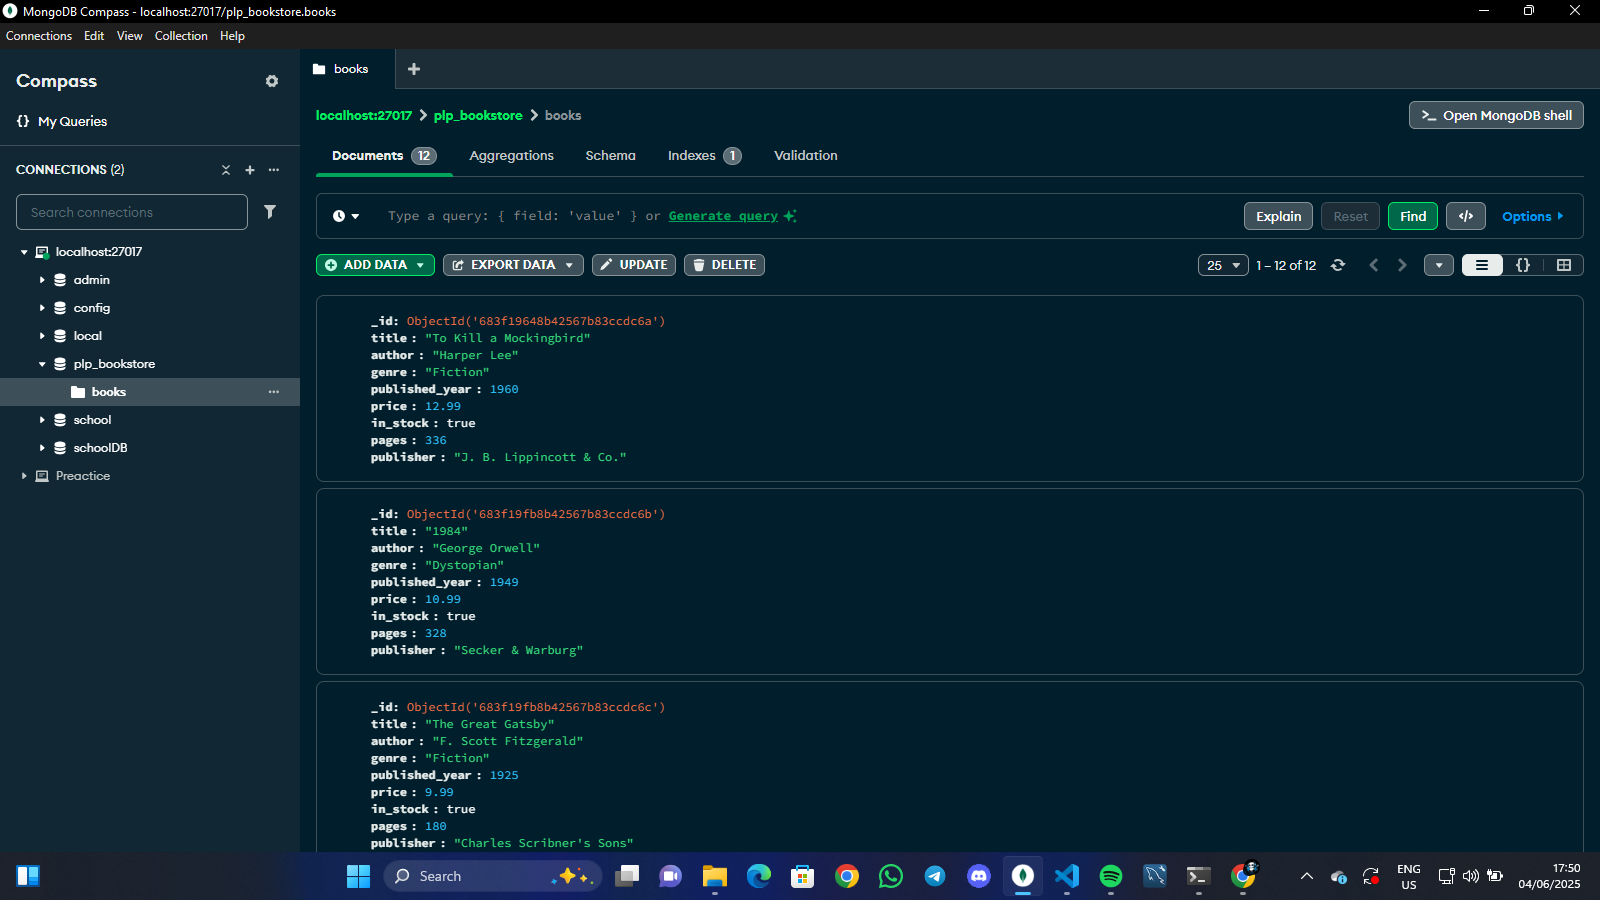 MongoDB Compass - localhost:27017/plp_bookstore.books
Connections Edit View Collection Help
Compass
{} My Queries
CONNECTIONS (2)
Search connections
localhost:27017
admin
config
local
plp_bookstore
books
school
schoolDB
Preactice
books
localhost:27017 > plp_bookstore > books
>_ Open MongoDB shell
Documents 12 Aggregations Schema Indexes 1 Validation
Type a query: { field: 'value' } or Generate query
Explain Reset Find </> Options
ADD DATA EXPORT DATA UPDATE DELETE
25 1 – 12 of 12 {}
_id: ObjectId('683f19648b42567b83ccdc6a')
title : "To Kill a Mockingbird"
author : "Harper Lee"
genre : "Fiction"
published_year : 1960
price : 12.99
in_stock : true
pages : 336
publisher : "J. B. Lippincott & Co."
_id: ObjectId('683f19fb8b42567b83ccdc6b')
title : "1984"
author : "George Orwell"
genre : "Dystopian"
published_year : 1949
price : 10.99
in_stock : true
pages : 328
publisher : "Secker & Warburg"
_id: ObjectId('683f19fb8b42567b83ccdc6c')
title : "The Great Gatsby"
author : "F. Scott Fitzgerald"
genre : "Fiction"
published_year : 1925
price : 9.99
in_stock : true
pages : 180
publisher : "Charles Scribner's Sons"
Search
ENG
US
17:50
04/06/2025